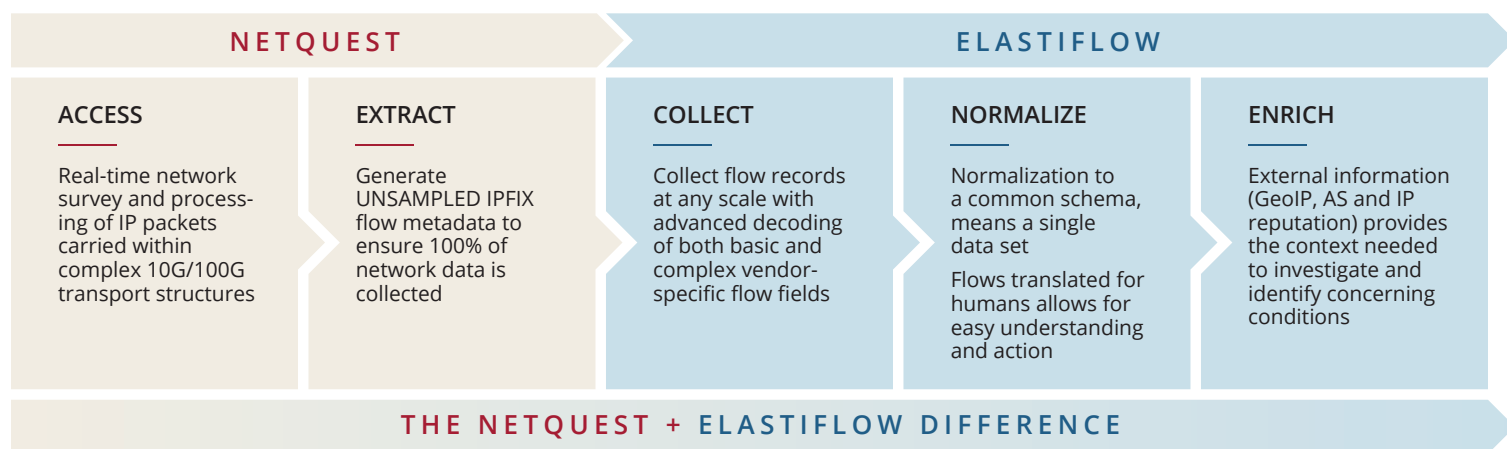 NETQUEST
ELASTIFLOW
ACCESS
Real-time network
survey and process-
ing of IP packets
carried within
complex 10G/100G
transport structures
EXTRACT
Generate
UNSAMPLED IPFIX
flow metadata to
ensure 100% of
network data is
collected
COLLECT
Collect flow records
at any scale with
advanced decoding
of both basic and
complex vendor-
specific flow fields
NORMALIZE
Normalization to
a common schema,
means a single
data set
Flows translated for
humans allows for
easy understanding
and action
ENRICH
External information
(GeoIP, AS and IP
reputation) provides
the context needed
to investigate and
identify concerning
conditions
THE NETQUEST + ELASTIFLOW DIFFERENCE